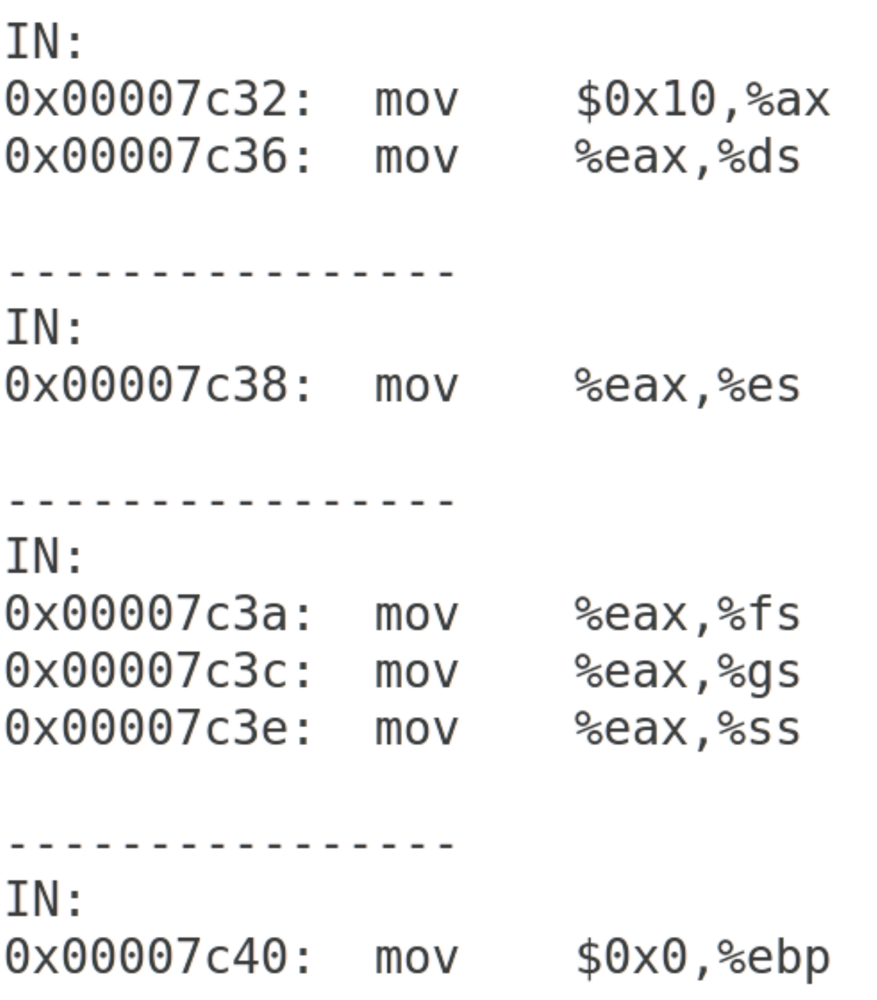 IN:
0x00007c32:  mov    $0x10,%ax
0x00007c36:  mov    %eax,%ds
----------------
IN:
0x00007c38:  mov    %eax,%es
----------------
IN:
0x00007c3a:  mov    %eax,%fs
0x00007c3c:  mov    %eax,%gs
0x00007c3e:  mov    %eax,%ss
----------------
IN:
0x00007c40:  mov    $0x0,%ebp